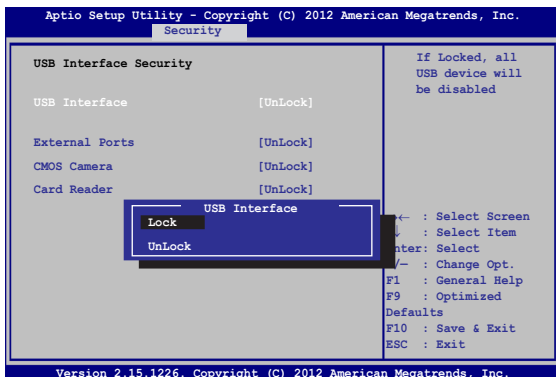 Aptio Setup Utility - Copyright (C) 2012 American Megatrends, Inc.
Security
USB Interface Security
USB Interface [UnLock]
External Ports [UnLock]
CMOS Camera [UnLock]
Card Reader [UnLock]
USB Interface
Lock
UnLock
If Locked, all
USB device will
be disabled
→← : Select Screen
↓ : Select Item
nter: Select
/— : Change Opt.
F1 : General Help
F9 : Optimized
Defaults
F10 : Save & Exit
ESC : Exit
Version 2.15.1226. Copyright (C) 2012 American Megatrends, Inc.